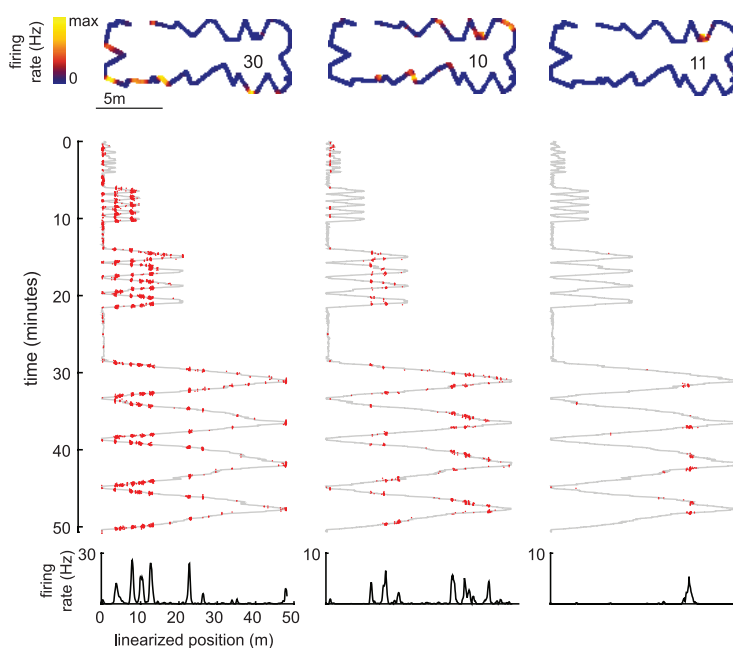 firing
rate (Hz)
max
0
30
10
11
5m
0
10
20
30
40
50
time (minutes)
30
firing
rate (Hz)
0 10 20 30 40 50
linearized position (m)
10
10